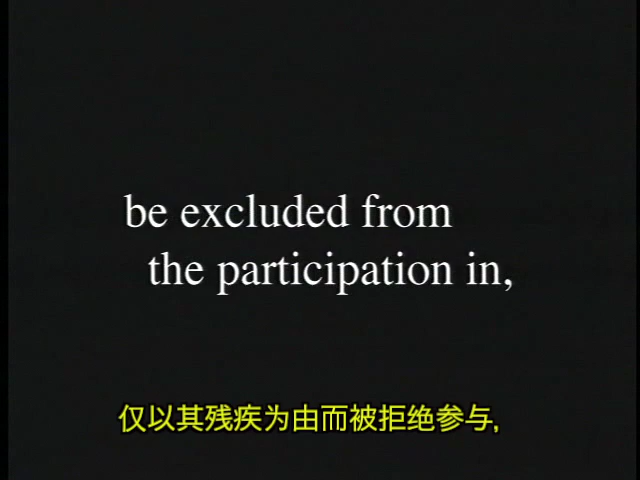 be excluded from
the participation in,
仅以其残疾为由而被拒绝参与,